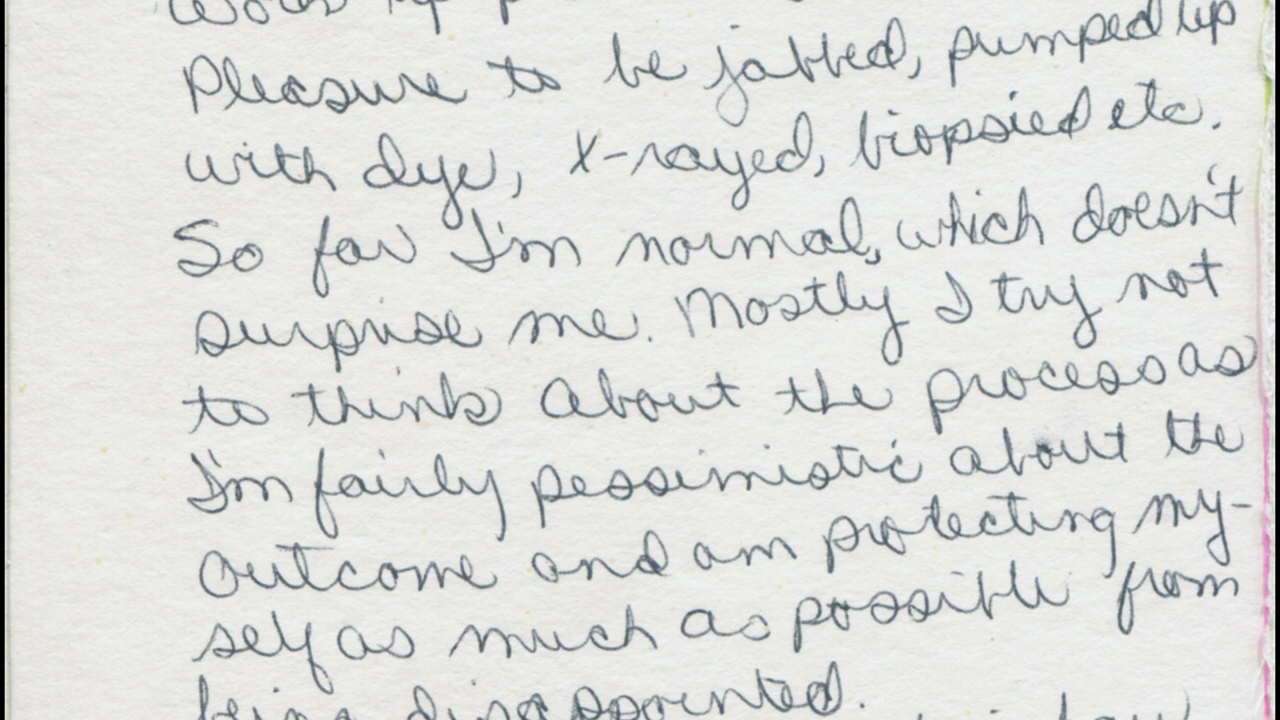 Pleasure to be jabbed, pumped up
with dye, X-rayed, biopsied etc.
So far I'm normal, which doesn't
surprise me. Mostly I try not
to think about the process as
I'm fairly pessimistic about the
outcome and am protecting my-
self as much as possible from
being disappointed.